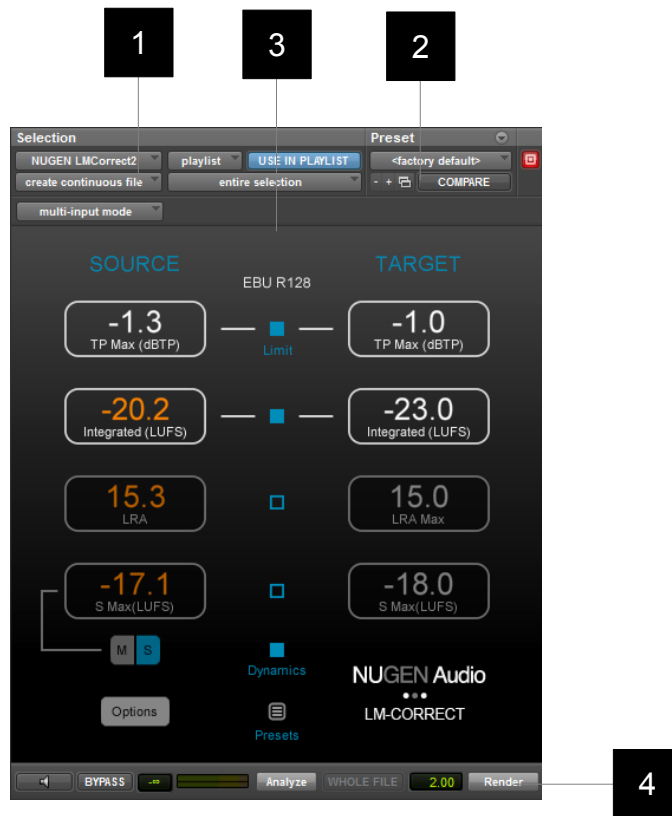 1
3
2
Selection
Preset
NUGEN LMCorrect2
playlist
USE IN PLAYLIST
<factory default>
create continuous file
entire selection
- +
COMPARE
multi-input mode
SOURCE
TARGET
EBU R128
-1.3
TP Max (dBTP)
Limit
-1.0
TP Max (dBTP)
-20.2
Integrated (LUFS)
-23.0
Integrated (LUFS)
15.3
LRA
15.0
LRA Max
-17.1
S Max(LUFS)
-18.0
S Max(LUFS)
M S
Dynamics
NUGEN Audio
LM-CORRECT
Options
Presets
BYPASS
-∞
Analyze
WHOLE FILE
2.00
Render
4